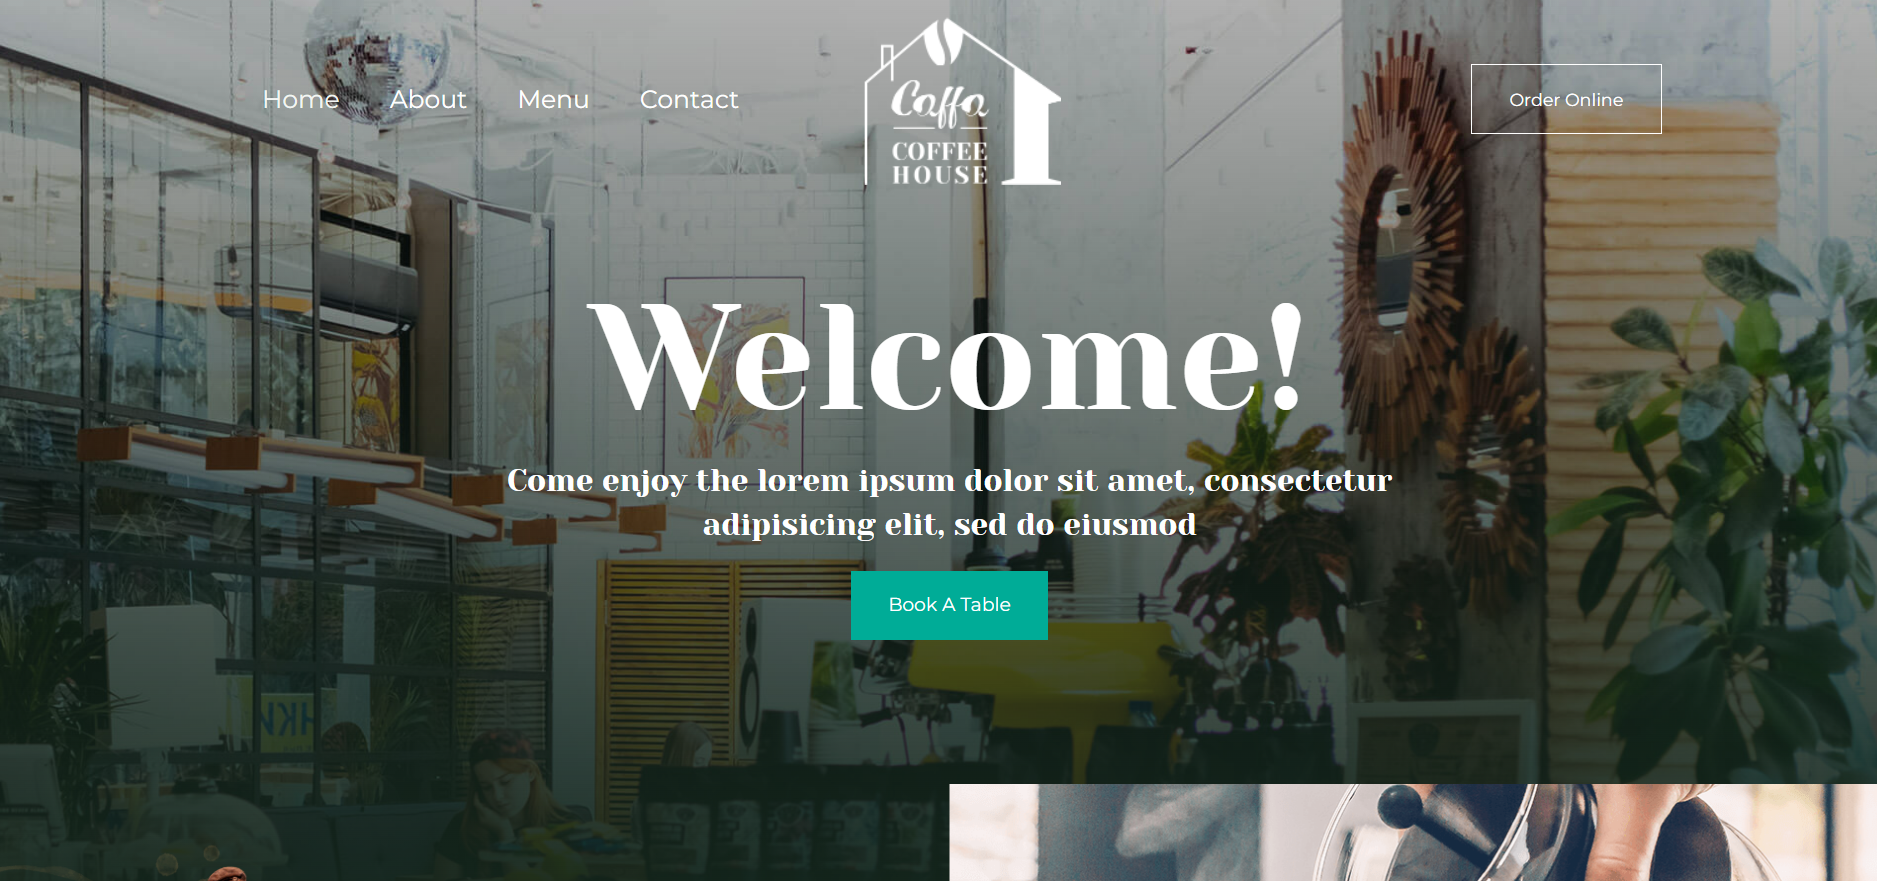 Home About Menu Contact
Caffa
COFFEE
HOUSE
Order Online
Welcome!
Come enjoy the lorem ipsum dolor sit amet, consectetur
adipisicing elit, sed do eiusmod
Book A Table